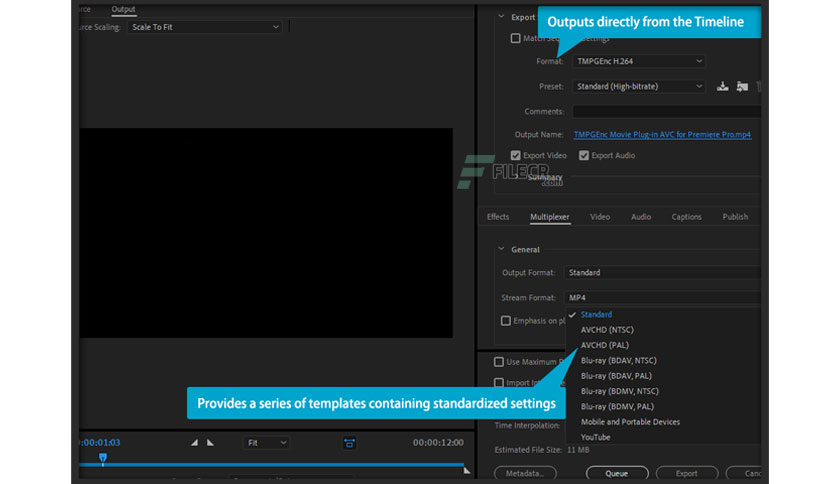 rce
Output
rce Scaling:
Scale To Fit
Export
Outputs directly from the Timeline
Match Se
ttings
Format:
TMPGEnc H.264
Preset:
Standard (High-bitrate)
Comments:
Output Name:
TMPGEnc Movie Plug-in AVC for Premiere Pro.mp4
Export Video
Export Audio
FILECR
.com
Summary
Effects
Multiplexer
Video
Audio
Captions
Publish
General
Output Format:
Standard
Stream Format:
MP4
Emphasis on pl
Standard
AVCHD (NTSC)
AVCHD (PAL)
Blu-ray (BDAV, NTSC)
Blu-ray (BDAV, PAL)
Blu-ray (BDMV, NTSC)
Blu-ray (BDMV, PAL)
Mobile and Portable Devices
YouTube
Use Maximum
Import
Provides a series of templates containing standardized settings
Time Interpolation:
Estimated File Size: 11 MB
:00:01:03
Fit
00:00:12:00
Metadata...
Queue
Export
Canc